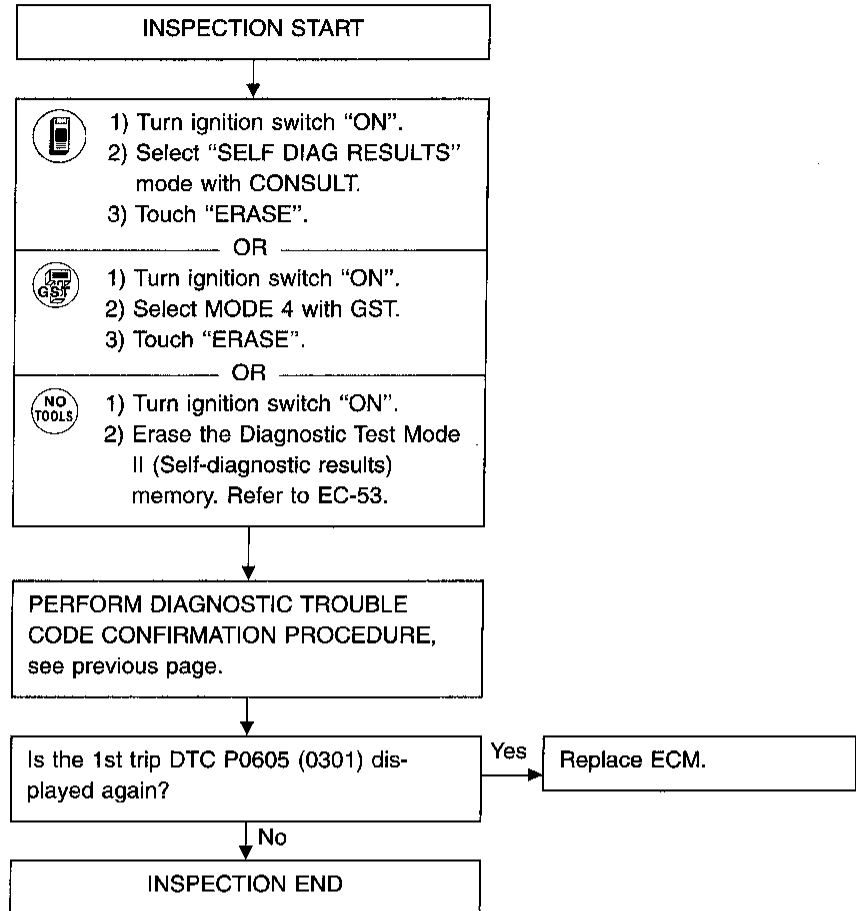 INSPECTION START
1) Turn ignition switch “ON”.
2) Select “SELF DIAG RESULTS”
mode with CONSULT.
3) Touch “ERASE”.
OR
GST
1) Turn ignition switch “ON”.
2) Select MODE 4 with GST.
3) Touch “ERASE”.
OR
NO
TOOLS
1) Turn ignition switch “ON”.
2) Erase the Diagnostic Test Mode
II (Self-diagnostic results)
memory. Refer to EC-53.
PERFORM DIAGNOSTIC TROUBLE
CODE CONFIRMATION PROCEDURE,
see previous page.
Is the 1st trip DTC P0605 (0301) dis-
played again?
Yes
Replace ECM.
No
INSPECTION END